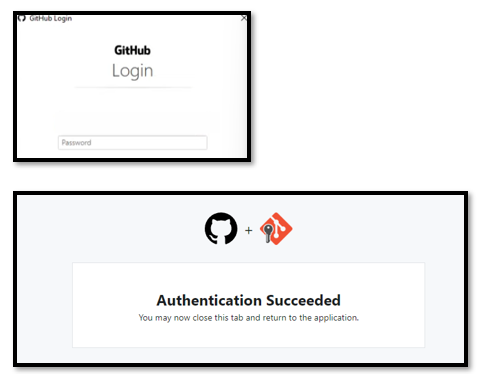 GitHub Login
GitHub
Login
Password
+
Authentication Succeeded
You may now close this tab and return to the application.